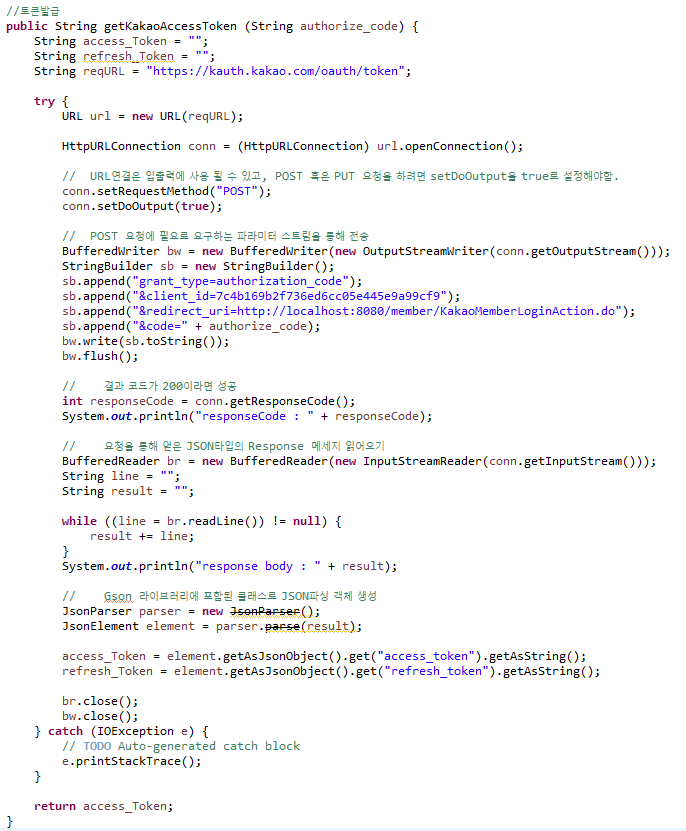 //토큰발급
public String getKakaoAccessToken (String authorize_code) {
    String access_Token = "";
    String refresh_Token = "";
    String reqURL = "https://kauth.kakao.com/oauth/token";

    try {
        URL url = new URL(reqURL);

        HttpURLConnection conn = (HttpURLConnection) url.openConnection();

        //  URL연결은 입출력에 사용 될 수 있고, POST 혹은 PUT 요청을 하려면 setDoOutput을 true로 설정해야함.
        conn.setRequestMethod("POST");
        conn.setDoOutput(true);

        //  POST 요청에 필요로 요구하는 파라미터 스트림을 통해 전송
        BufferedWriter bw = new BufferedWriter(new OutputStreamWriter(conn.getOutputStream()));
        StringBuilder sb = new StringBuilder();
        sb.append("grant_type=authorization_code");
        sb.append("&client_id=7c4b169b2f736ed6cc05e445e9a99cf9");
        sb.append("&redirect_uri=http://localhost:8080/member/KakaoMemberLoginAction.do");
        sb.append("&code=" + authorize_code);
        bw.write(sb.toString());
        bw.flush();

        //    결과 코드가 200이라면 성공
        int responseCode = conn.getResponseCode();
        System.out.println("responseCode : " + responseCode);

        //    요청을 통해 얻은 JSON타입의 Response 메세지 읽어오기
        BufferedReader br = new BufferedReader(new InputStreamReader(conn.getInputStream()));
        String line = "";
        String result = "";

        while ((line = br.readLine()) != null) {
            result += line;
        }
        System.out.println("response body : " + result);

        //    Gson 라이브러리에 포함된 클래스로 JSON파싱 객체 생성
        JsonParser parser = new JsonParser();
        JsonElement element = parser.parse(result);

        access_Token = element.getAsJsonObject().get("access_token").getAsString();
        refresh_Token = element.getAsJsonObject().get("refresh_token").getAsString();

        br.close();
        bw.close();
    } catch (IOException e) {
        // TODO Auto-generated catch block
        e.printStackTrace();
    }

    return access_Token;
}